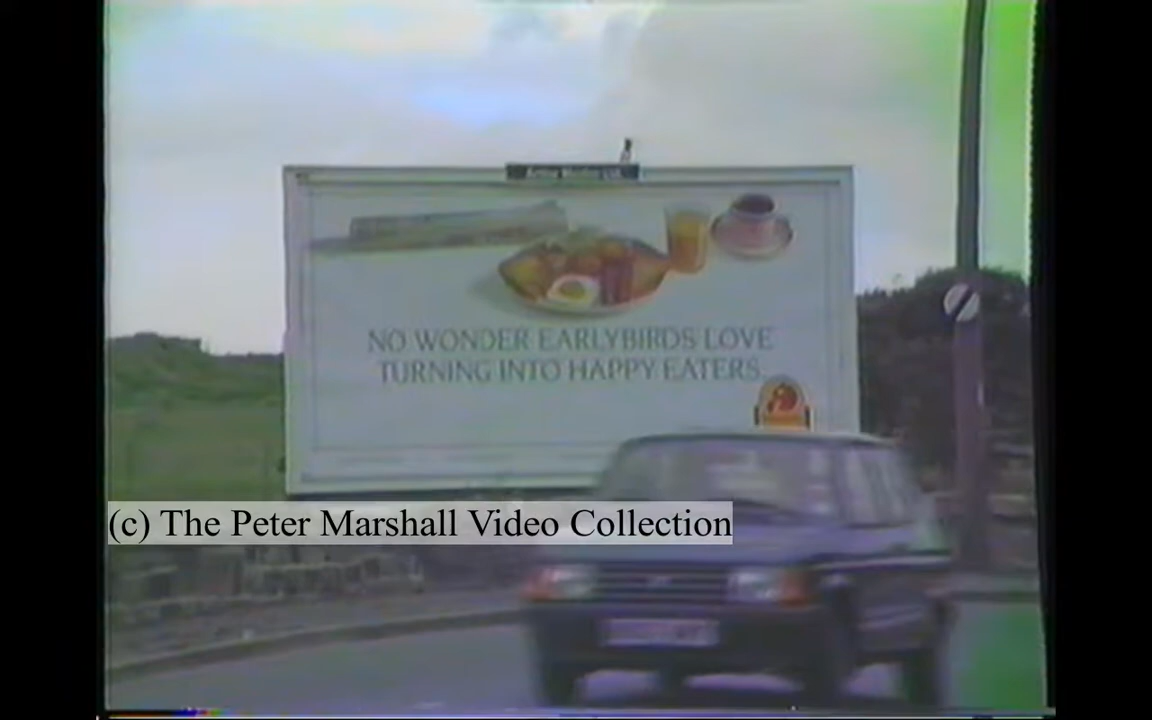 NO WONDER EARLYBIRDS LOVE
TURNING INTO HAPPY EATERS.
(c) The Peter Marshall Video Collection